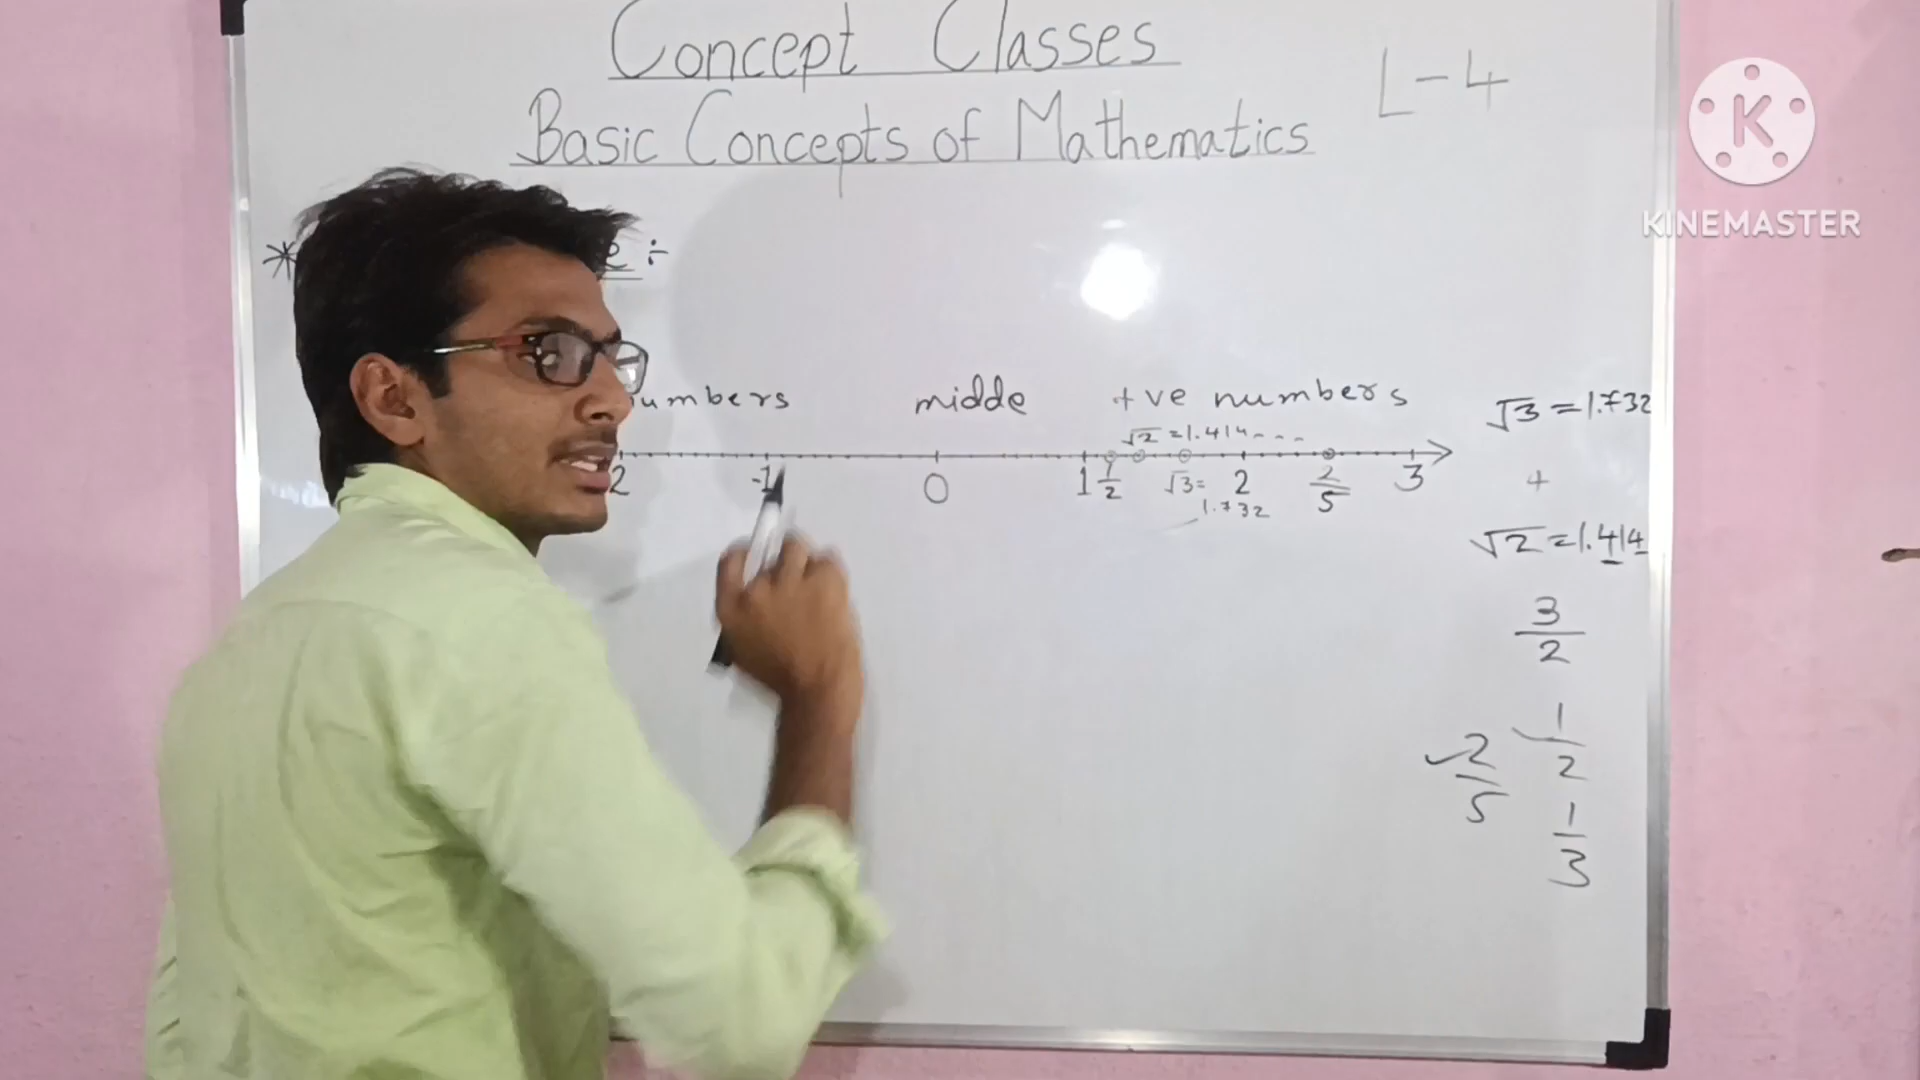 Concept Classes
L-4
Basic Concepts of Mathematics
K
KINEMASTER
* e ÷
umbers midde +ve numbers
√3 = 1.732
√2 = 1.414 - - -
2 -1 0 1 1/2 √3 = 1.732 2 2/5 3
+
√2 = 1.414
3/2
1/2
2/5
1/3